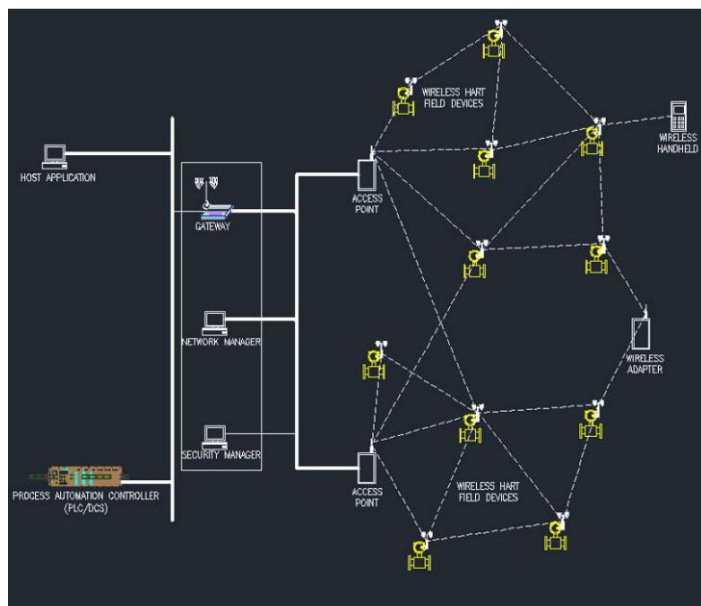 WIRELESS HART
FIELD DEVICES
WIRELESS
HANDHELD
HOST APPLICATION
ACCESS
POINT
GATEWAY
NETWORK MANAGER
WIRELESS
ADAPTER
SECURITY MANAGER
PROCESS AUTOMATION CONTROLLER
(PLC/DCS)
ACCESS
POINT
WIRELESS HART
FIELD DEVICES